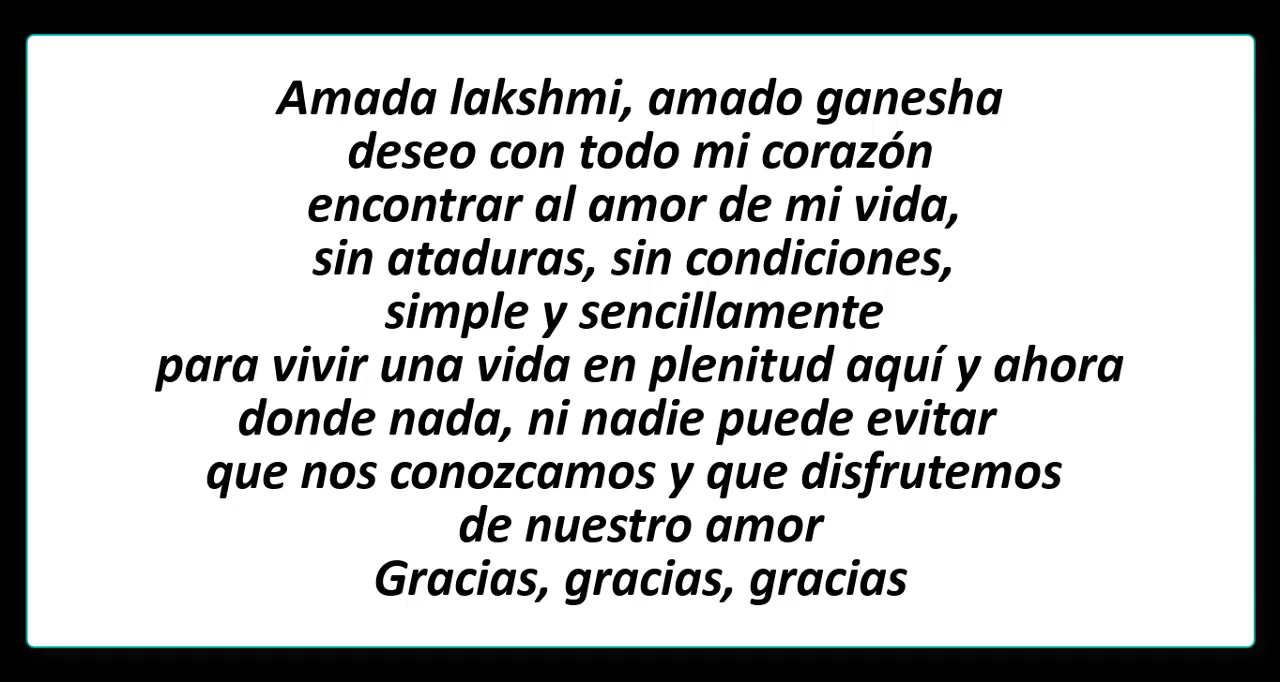 Amada lakshmi, amado ganesha
deseo con todo mi corazón
encontrar al amor de mi vida,
sin ataduras, sin condiciones,
simple y sencillamente
para vivir una vida en plenitud aquí y ahora
donde nada, ni nadie puede evitar
que nos conozcamos y que disfrutemos
de nuestro amor
Gracias, gracias, gracias